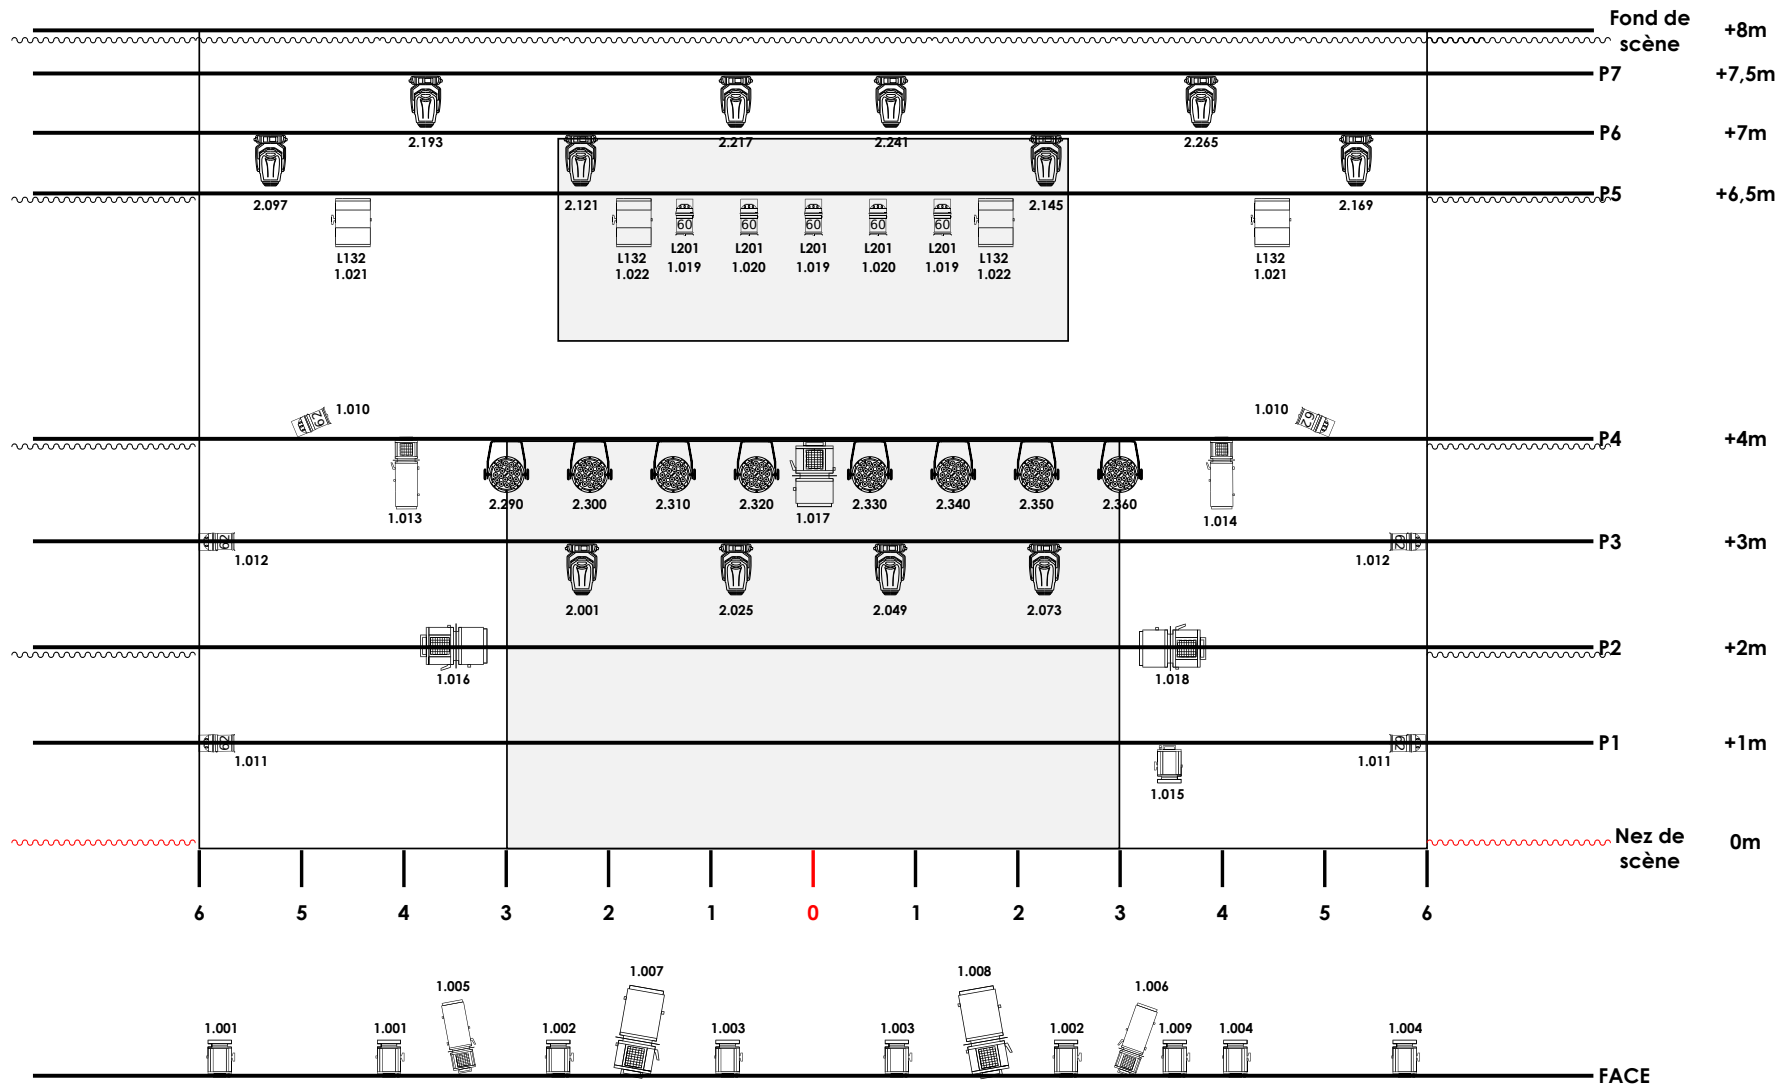 Fond de
scène
+8m
P7
+7,5m
2.193
2.217
2.241
2.265
P6
+7m
2.097
2.121
2.145
2.169
P5
+6,5m
60
60
60
60
60
L132
1.021
L132
1.022
L201
1.019
L201
1.020
L201
1.019
L201
1.020
L201
1.019
L132
1.022
L132
1.021
62
1.010
1.010
62
P4
+4m
1.013
2.290
2.300
2.310
2.320
1.017
2.330
2.340
2.350
2.360
1.014
62
1.012
1.012
62
P3
+3m
2.001
2.025
2.049
2.073
P2
+2m
1.016
1.018
62
1.011
1.011
62
P1
+1m
1.015
Nez de
scène
0m
6 5 4 3 2 1 0 1 2 3 4 5 6
1.005
1.007
1.008
1.006
1.001
1.001
1.002
1.003
1.003
1.002
1.009
1.004
1.004
FACE